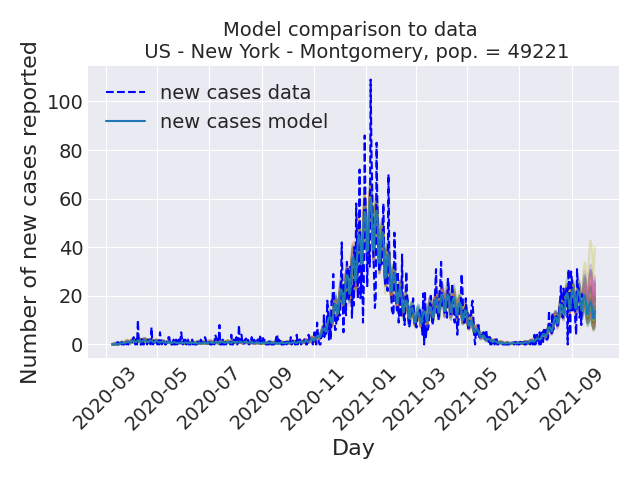 Model comparison to data
US - New York - Montgomery, pop. = 49221
Number of new cases reported
100
80
60
40
20
0
new cases data
new cases model
2020-03
2020-05
2020-07
2020-09
2020-11
2021-01
2021-03
2021-05
2021-07
2021-09
Day